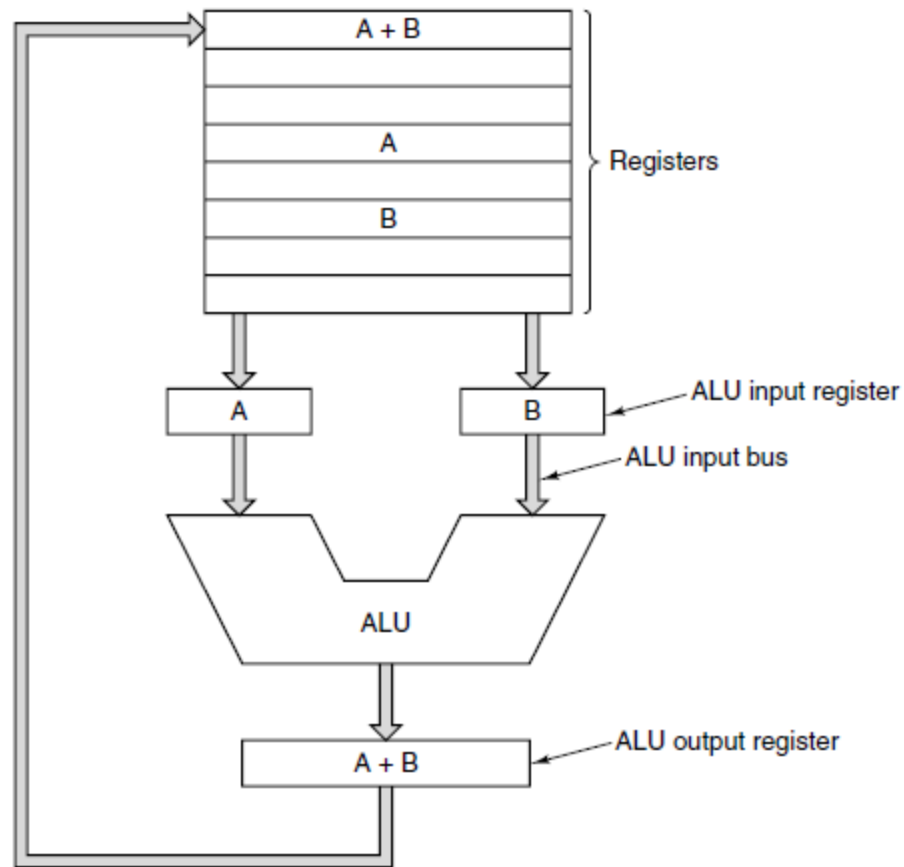 A + B
A
Registers
B
A
B
ALU input register
ALU input bus
ALU
ALU output register
A + B